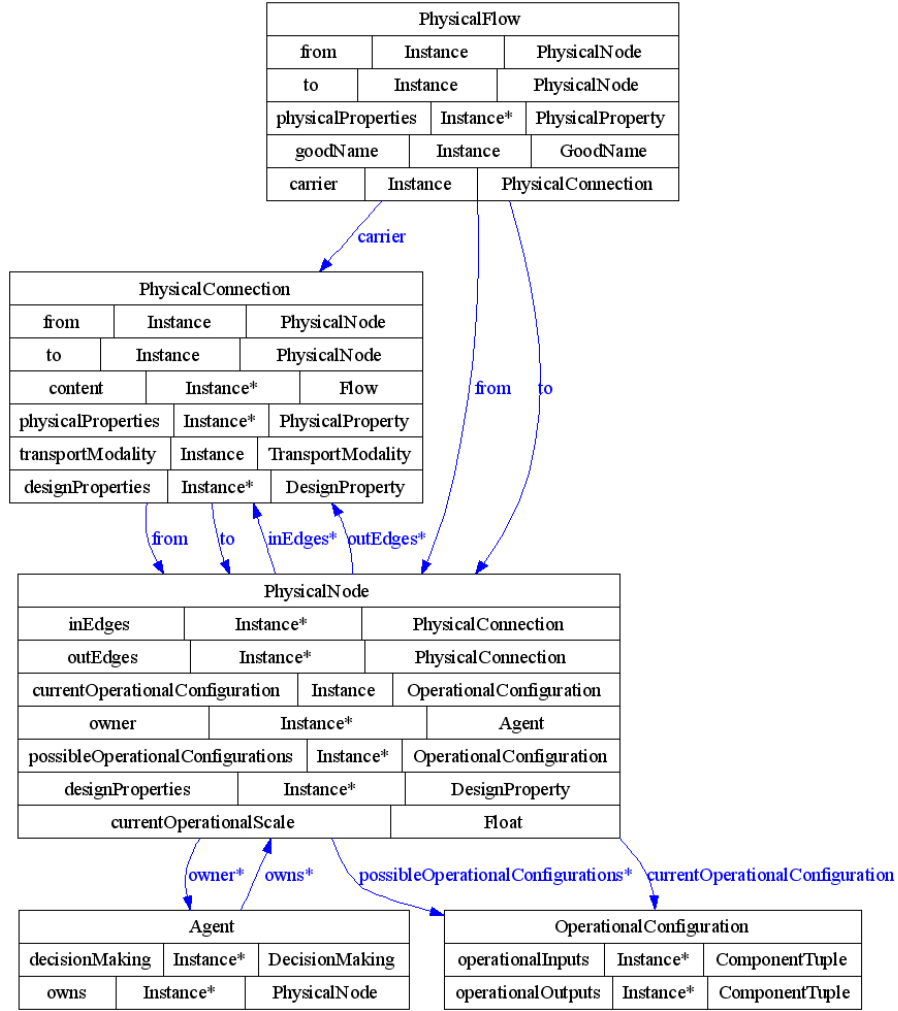 PhysicalFlow
from Instance PhysicalNode
to Instance PhysicalNode
physicalProperties Instance* PhysicalProperty
goodName Instance GoodName
carrier Instance PhysicalConnection
carrier
PhysicalConnection
from Instance PhysicalNode
to Instance PhysicalNode
content Instance* Flow
physicalProperties Instance* PhysicalProperty
transportModality Instance TransportModality
designProperties Instance* DesignProperty
from to
from to inEdges* outEdges*
PhysicalNode
inEdges Instance* PhysicalConnection
outEdges Instance* PhysicalConnection
currentOperationalConfiguration Instance OperationalConfiguration
owner Instance* Agent
possibleOperationalConfigurations Instance* OperationalConfiguration
designProperties Instance* DesignProperty
currentOperationalScale Float
owner* owns* possibleOperationalConfigurations* currentOperationalConfiguration
Agent
decisionMaking Instance* DecisionMaking
owns Instance* PhysicalNode
OperationalConfiguration
operationalInputs Instance* ComponentTuple
operationalOutputs Instance* ComponentTuple